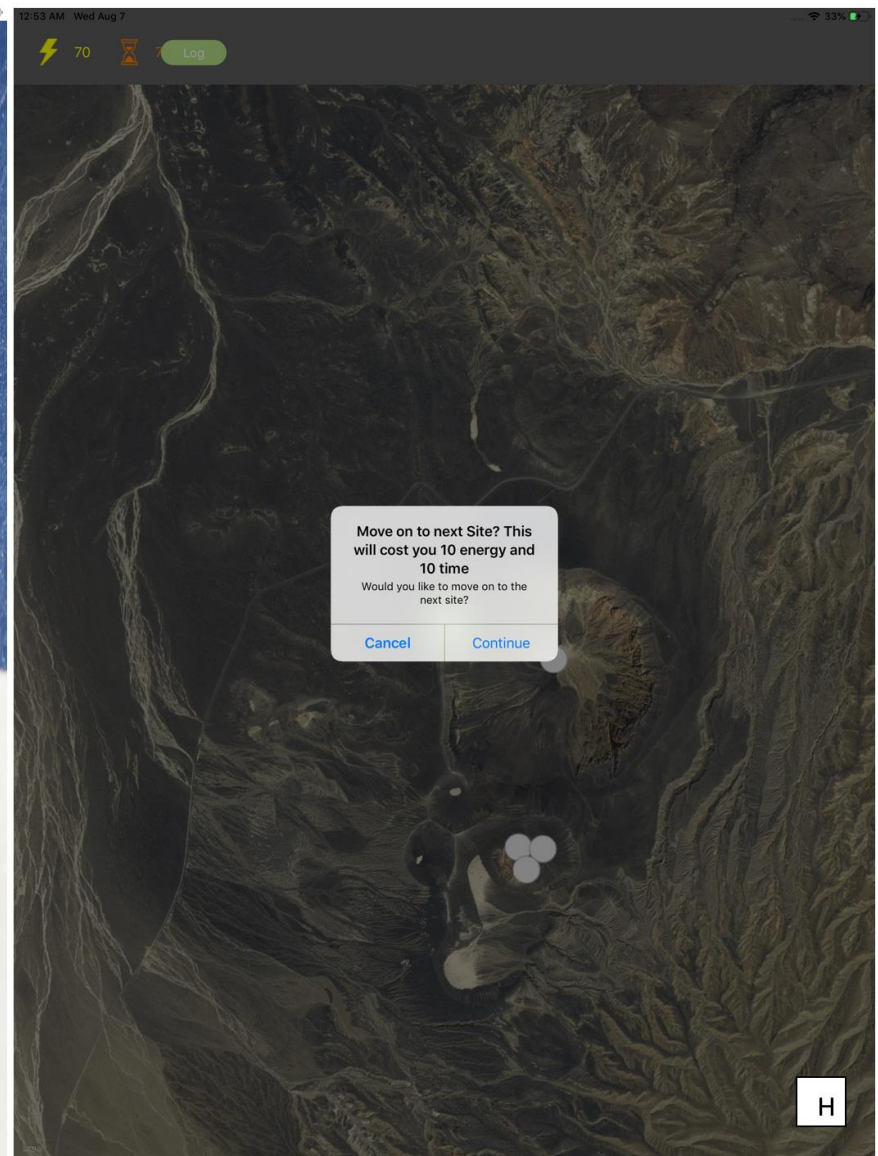 12:53 AM Wed Aug 7
33%
70
7
Log
Move on to next Site? This
will cost you 10 energy and
10 time
Would you like to move on to the
next site?
Cancel
Continue
H